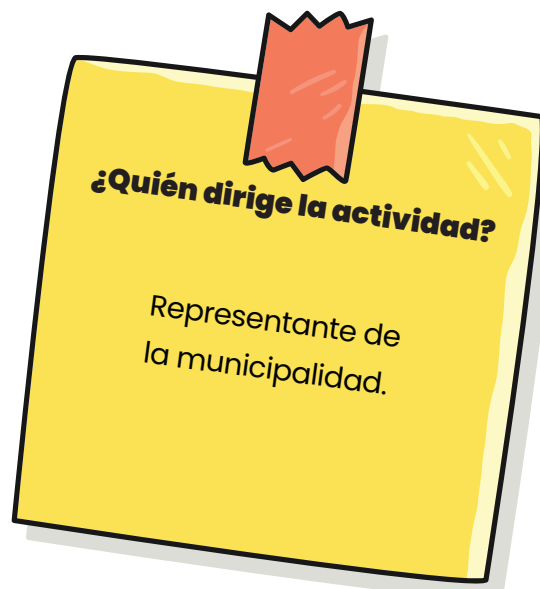 ¿Quién dirige la actividad?
Representante de
la municipalidad.